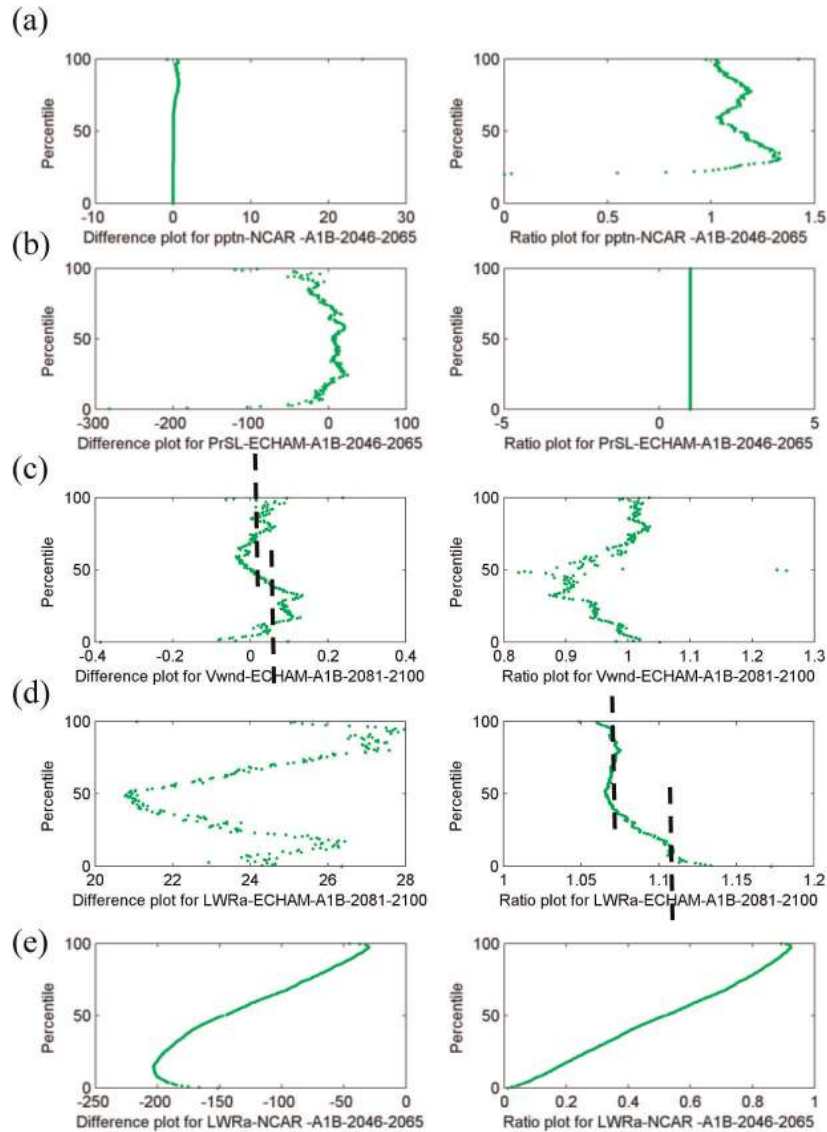 (a)
Percentile
100
50
0
-10 0 10 20 30
Difference plot for pptn-NCAR -A1B-2046-2065
Percentile
100
50
0
0 0.5 1 1.5
Ratio plot for pptn-NCAR -A1B-2046-2065
(b)
Percentile
100
50
0
-300 -200 -100 0 100
Difference plot for PrSL-ECHAM-A1B-2046-2065
Percentile
100
50
0
-5 0 5
Ratio plot for PrSL-ECHAM-A1B-2046-2065
(c)
Percentile
100
50
0
-0.4 -0.2 0 0.2 0.4
Difference plot for Vwnd-ECHAM-A1B-2081-2100
Percentile
100
50
0
0.8 0.9 1 1.1 1.2 1.3
Ratio plot for Vwnd-ECHAM-A1B-2081-2100
(d)
Percentile
100
50
0
20 22 24 26 28
Difference plot for LWRa-ECHAM-A1B-2081-2100
Percentile
100
50
0
1 1.05 1.1 1.15 1.2
Ratio plot for LWRa-ECHAM-A1B-2081-2100
(e)
Percentile
100
50
0
-250 -200 -150 -100 -50 0
Difference plot for LWRa-NCAR -A1B-2046-2065
Percentile
100
50
0
0 0.2 0.4 0.6 0.8 1
Ratio plot for LWRa-NCAR -A1B-2046-2065